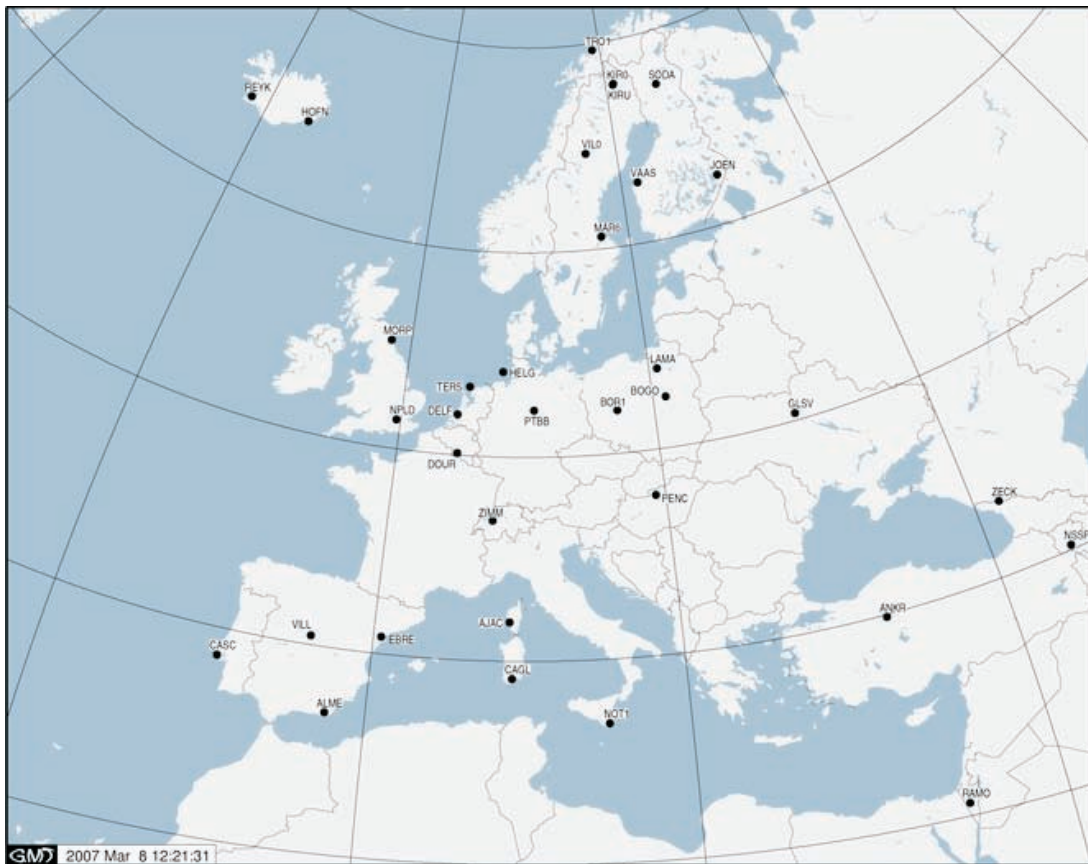 TRO1
KIR0
KIRU
SODA
REYK
HOFN
VIL0
JOEN
VAAS
MAR6
MORP
LAMA
HELG
TERS
BOGO
BOR1
GLSV
NPLD
DELF
PTBB
DOUR
ZECK
PENC
ZIMM
NSSP
ANKR
AJAC
VILL
EBRE
CASC
CAGL
ALME
NOT1
RAMO
GMD 2007 Mar 8 12:21:31